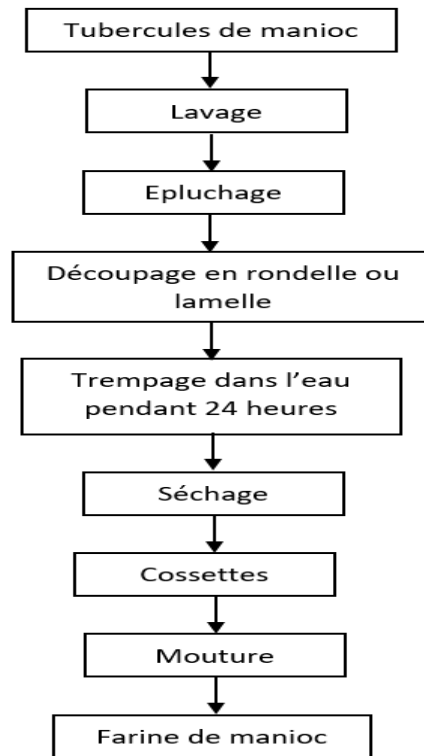 Tubercules de manioc
Lavage
Epluchage
Découpage en rondelle ou
lamelle
Trempage dans l’eau
pendant 24 heures
Séchage
Cossettes
Mouture
Farine de manioc